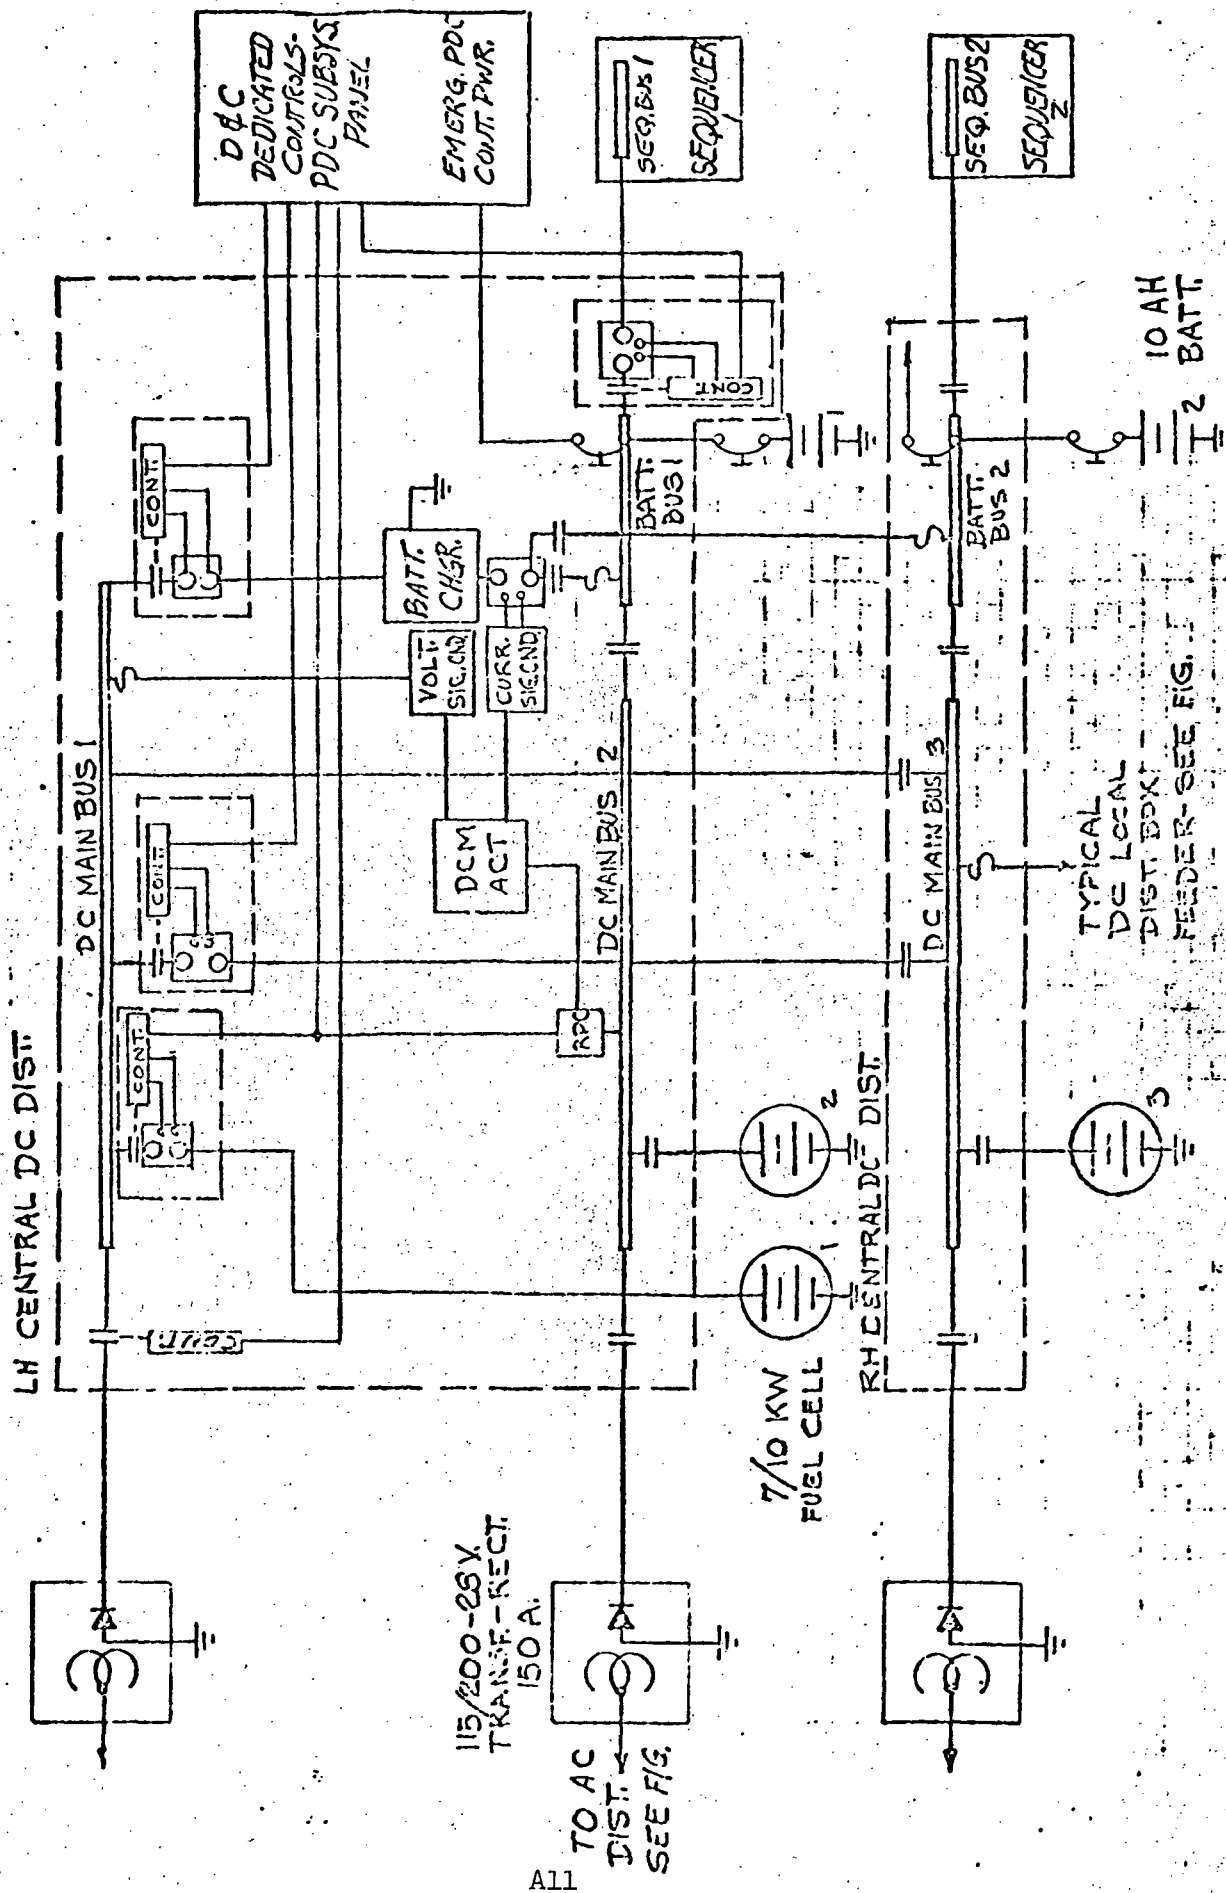 LH CENTRAL DC DIST.
D & C
DEDICATED
CONTROLS-
PDC SUBSYS.
PANEL
EMERG. PDC
CONT. PWR.
SEQ. BUS 1
SEQUENCER
1
SEQ. BUS 2
SEQUENCER
2
DC MAIN BUS 1
CONT.
CONT.
CONT.
CONT.
BATT.
CHGR.
VOLT.
SIG. CND.
CURR.
SIG. CND.
DCM
ACT
RPC
CONT.
BATT.
BUS 1
DC MAIN BUS 2
BATT.
BUS 2
DC MAIN BUS 3
10 AH
BATT.
2
TYPICAL
DC LOCAL
DIST. BOX
FEEDER-SEE FIG.
2
1
3
7/10 KW
FUEL CELL
RH CENTRAL DC DIST.
115/200-28V.
TRANSF.-RECT.
150 A.
TO AC
DIST.
SEE FIG.
A11